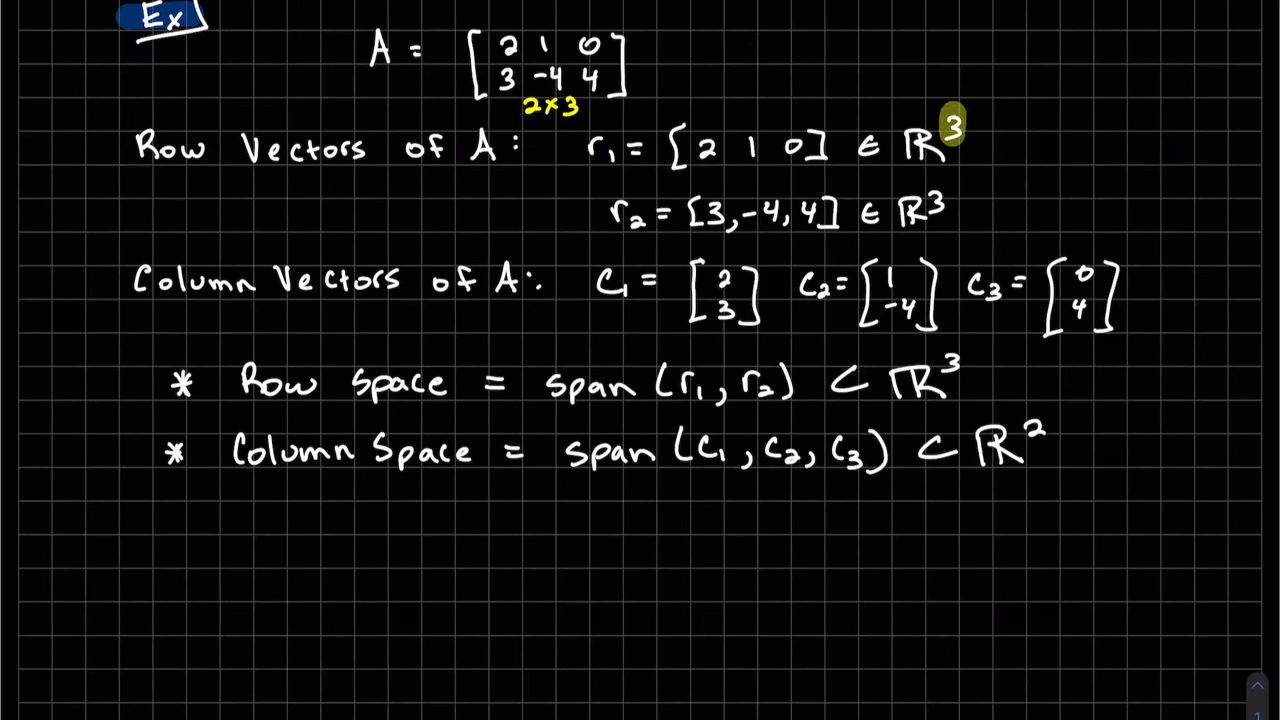 Ex
A = [ 2 1 0
3 -4 4 ]
2×3
Row Vectors of A: r₁ = [ 2 1 0 ] ∈ ℝ³
r₂ = [3, -4, 4] ∈ ℝ³
Column Vectors of A: c₁ = [ 2 3 ] c₂ = [ 1 -4 ] c₃ = [ 0 4 ]
* Row space = span (r₁, r₂) ⊂ ℝ³
* Column Space = span (c₁, c₂, c₃) ⊂ ℝ²
1